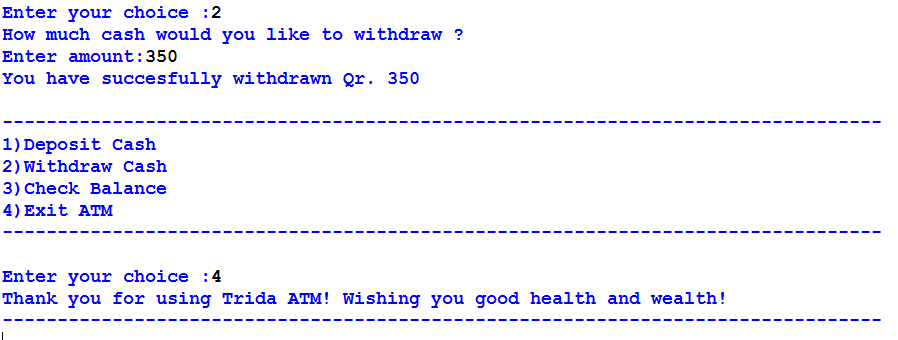 Enter your choice :2
How much cash would you like to withdraw ?
Enter amount:350
You have succesfully withdrawn Qr. 350
--------------------------------------------------------------------------------
1)Deposit Cash
2)Withdraw Cash
3)Check Balance
4)Exit ATM
--------------------------------------------------------------------------------
Enter your choice :4
Thank you for using Trida ATM! Wishing you good health and wealth!
--------------------------------------------------------------------------------